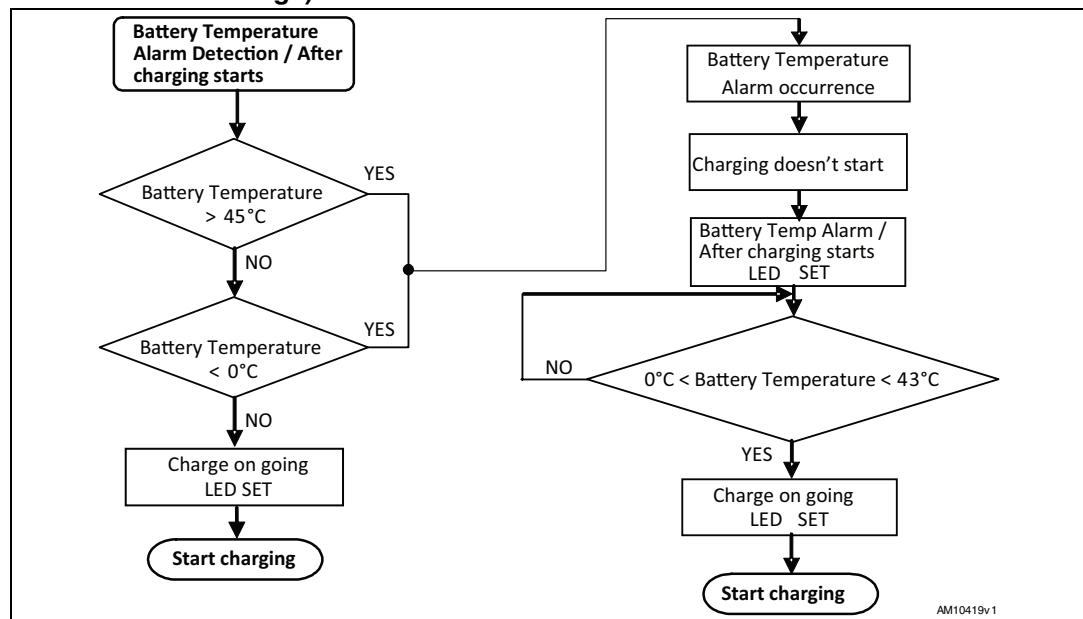 Battery Temperature
Alarm Detection / After
charging starts
Battery Temperature
> 45°C
YES
NO
Battery Temperature
< 0°C
YES
NO
Charge on going
LED SET
Start charging
Battery Temperature
Alarm occurrence
Charging doesn't start
Battery Temp Alarm /
After charging starts
LED SET
0°C < Battery Temperature < 43°C
NO
YES
Charge on going
LED SET
Start charging
AM10419v1